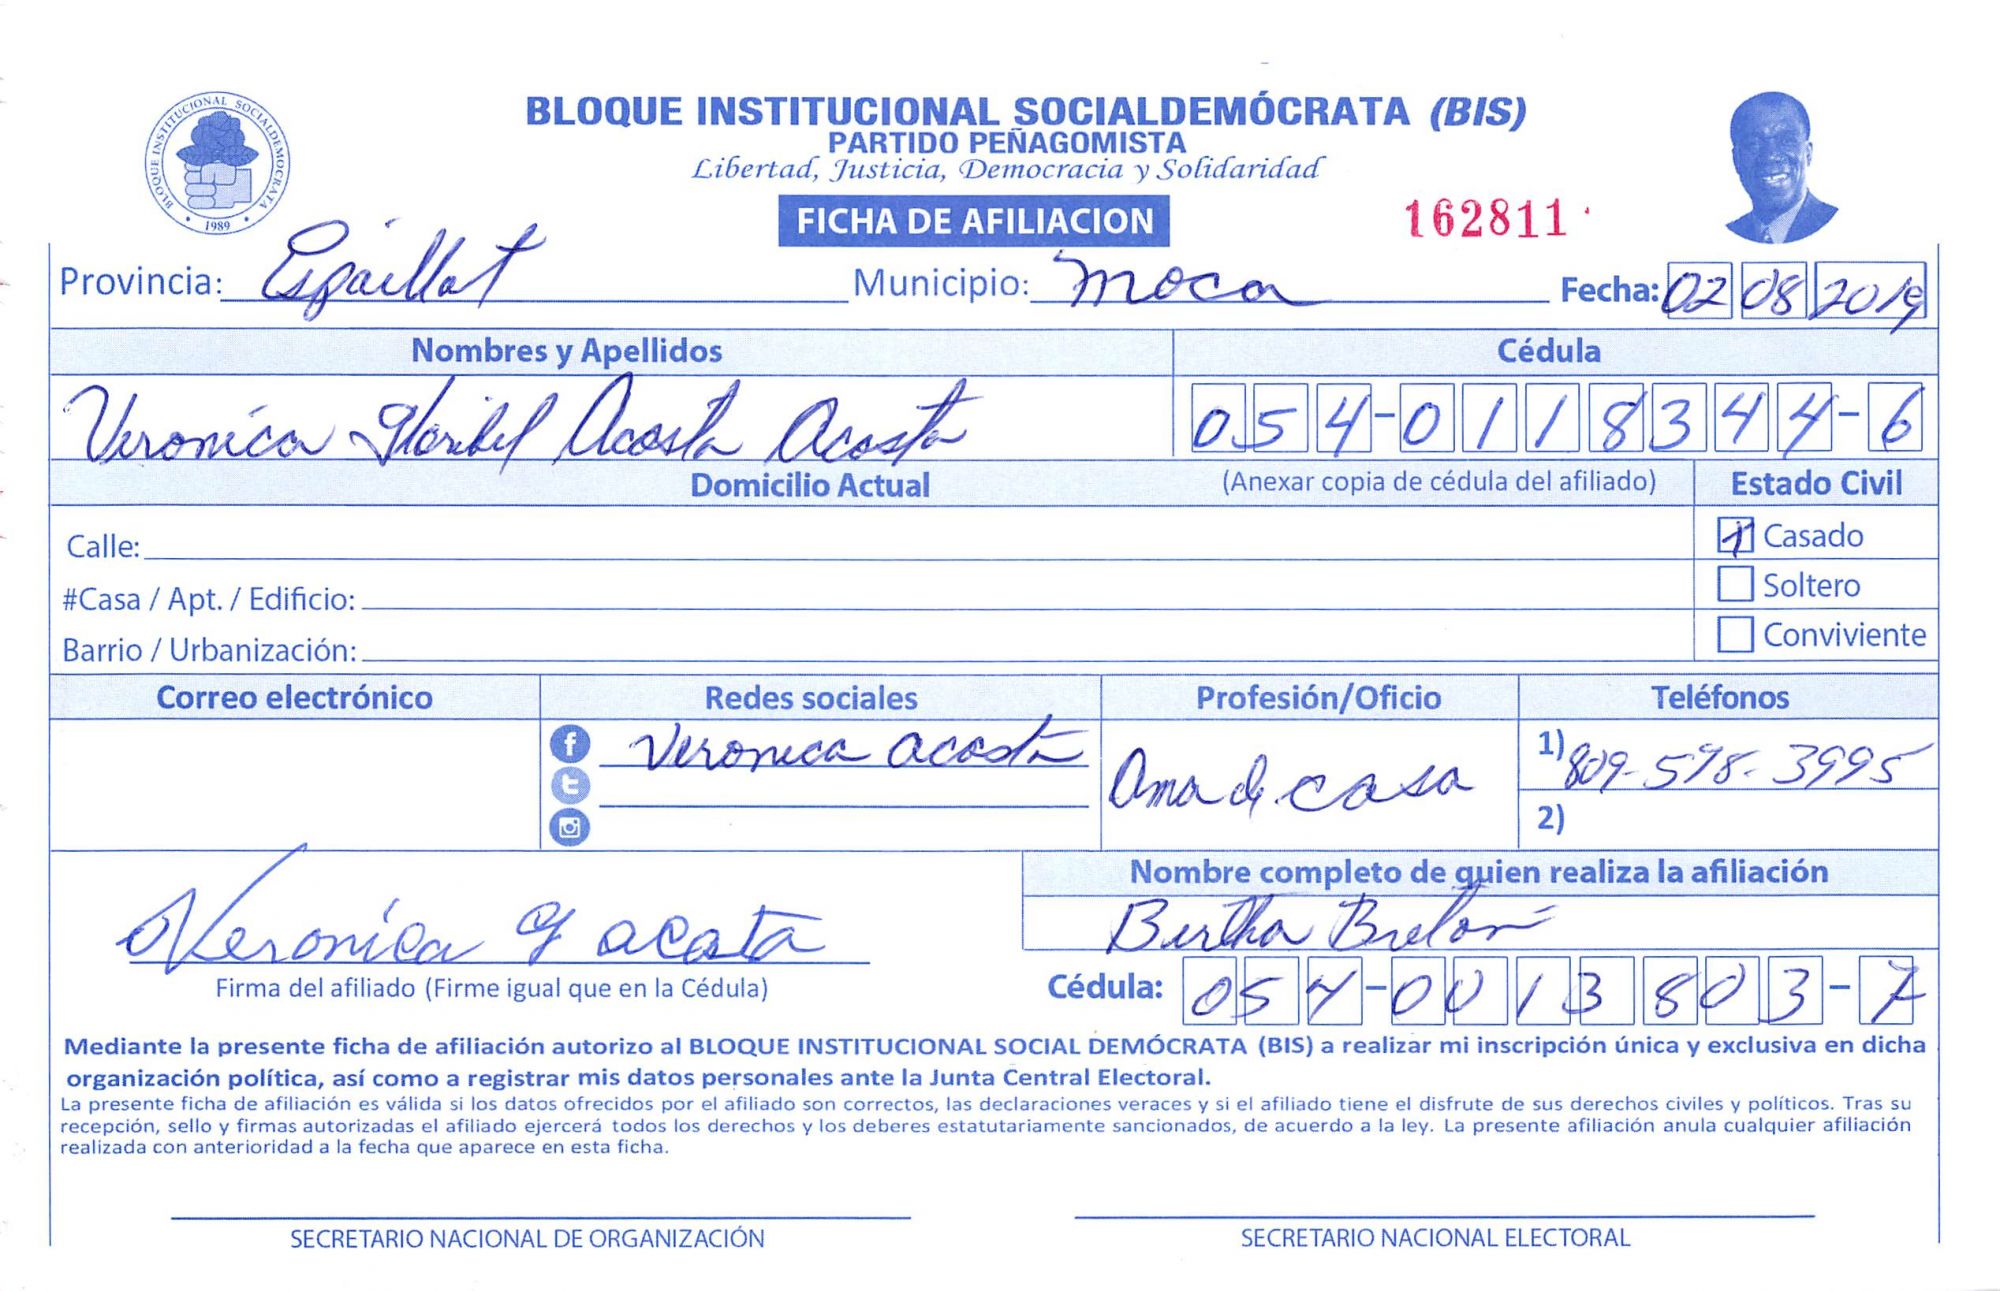 BLOQUE INSTITUCIONAL SOCIALDEMÓCRATA (BIS)
PARTIDO PEÑAGOMISTA
Libertad, Justicia, Democracia y Solidaridad
BLOQUE INSTITUCIONAL SOCIALDEMOCRATA
1989
FICHA DE AFILIACION
162811
Provincia: Espaillat Municipio: Moca Fecha: 02 08 2019
Nombres y Apellidos Cédula
Veronica Acosta Acosta 054-0118344-6
Domicilio Actual (Anexar copia de cédula del afiliado) Estado Civil
Calle: Casado
#Casa / Apt. / Edificio: Soltero
Barrio / Urbanización: Conviviente
Correo electrónico Redes sociales Profesión/Oficio Teléfonos
Veronica Acosta Ama de casa 1) 809-598-3995
2)
Nombre completo de quien realiza la afiliación
Bertha Breton
Veronica G acosta
Firma del afiliado (Firme igual que en la Cédula) Cédula: 054-0013803-7
Mediante la presente ficha de afiliación autorizo al BLOQUE INSTITUCIONAL SOCIAL DEMÓCRATA (BIS) a realizar mi inscripción única y exclusiva en dicha
organización política, así como a registrar mis datos personales ante la Junta Central Electoral.
La presente ficha de afiliación es válida si los datos ofrecidos por el afiliado son correctos, las declaraciones veraces y si el afiliado tiene el disfrute de sus derechos civiles y políticos. Tras su
recepción, sello y firmas autorizadas el afiliado ejercerá todos los derechos y los deberes estatutariamente sancionados, de acuerdo a la ley. La presente afiliación anula cualquier afiliación
realizada con anterioridad a la fecha que aparece en esta ficha.
SECRETARIO NACIONAL DE ORGANIZACIÓN SECRETARIO NACIONAL ELECTORAL